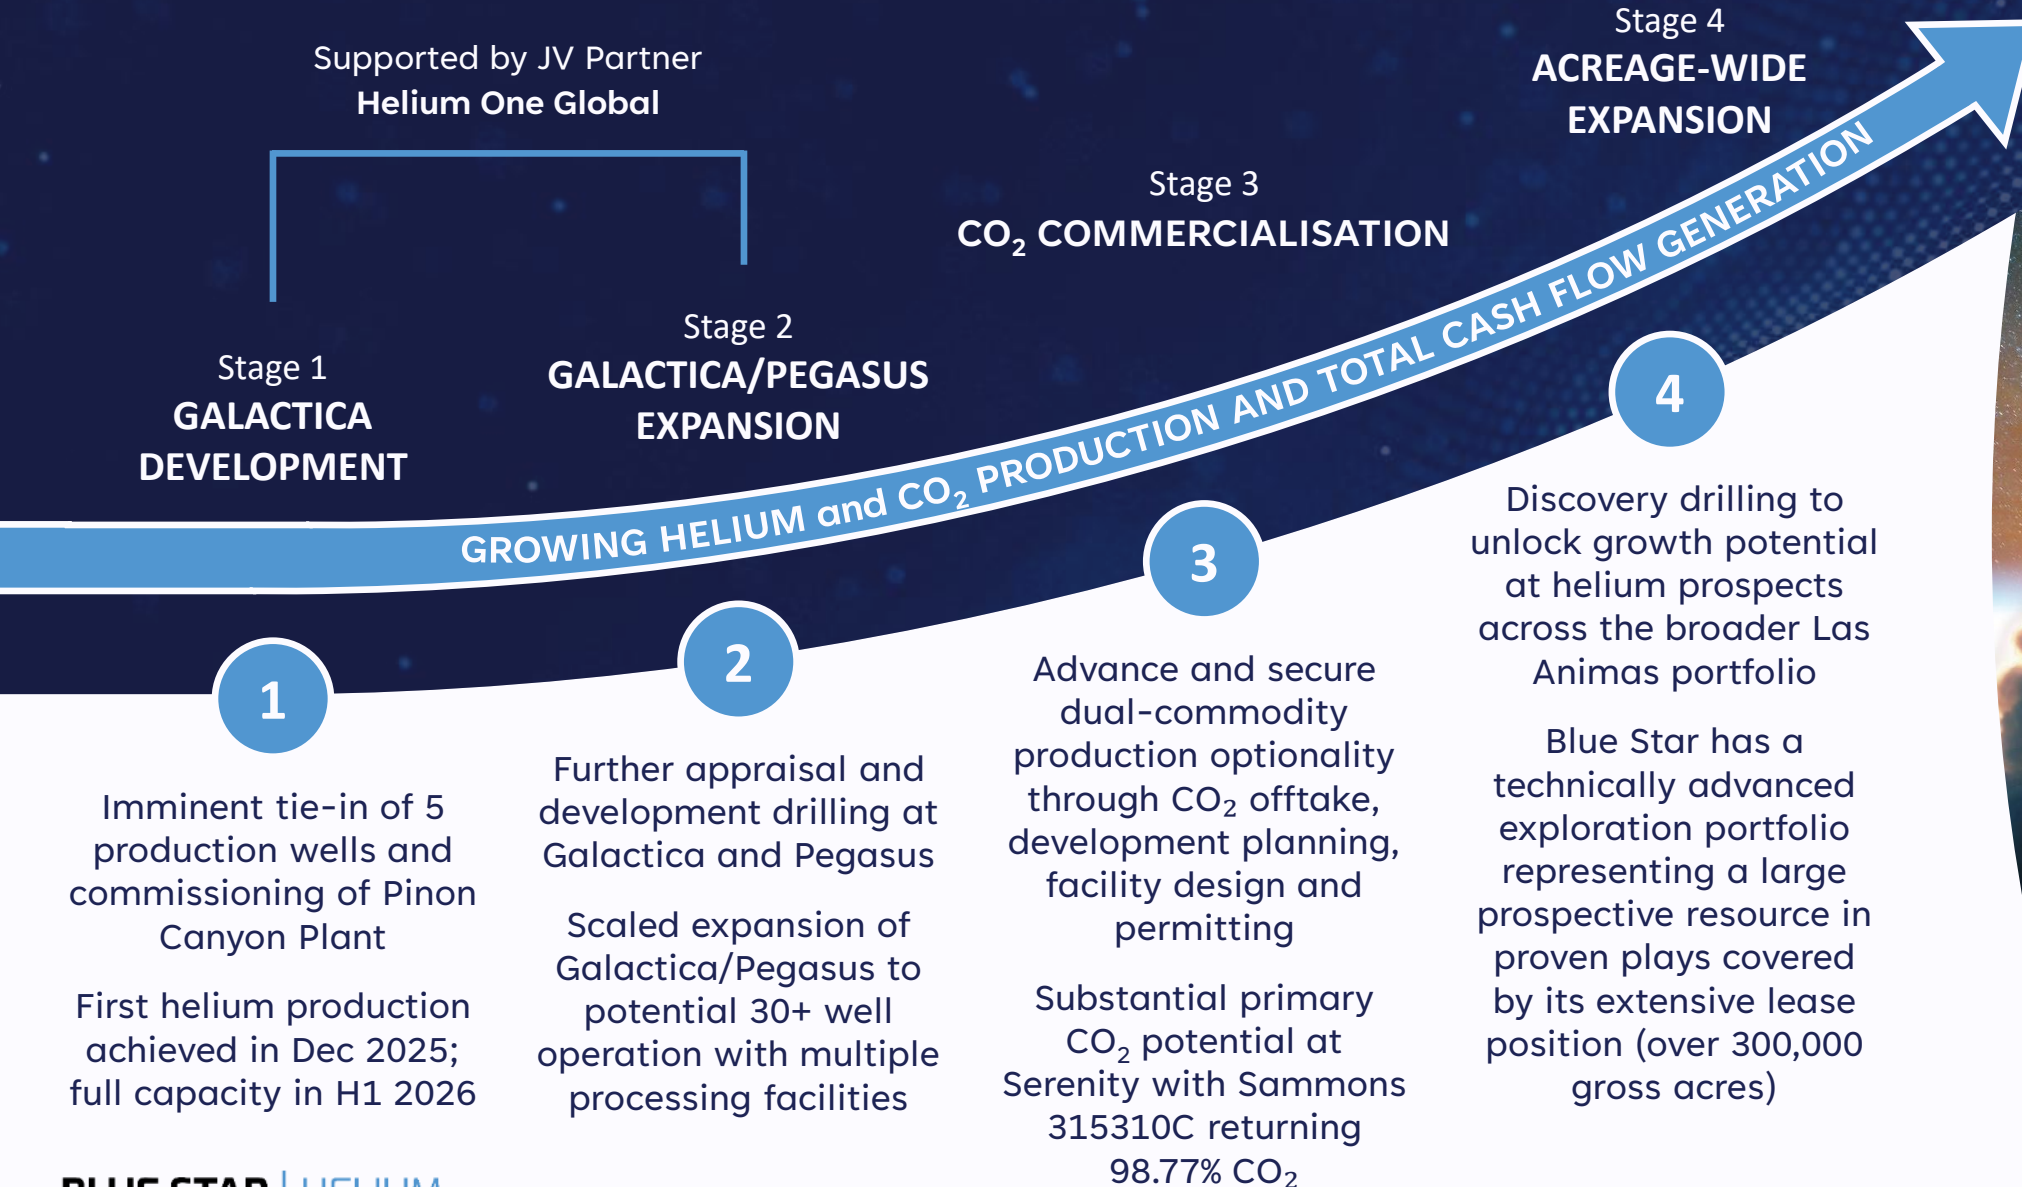 Supported by JV Partner
Helium One Global
Stage 1
GALACTICA
DEVELOPMENT
Stage 2
GALACTICA/PEGASUS
EXPANSION
Stage 3
CO₂ COMMERCIALISATION
Stage 4
ACREAGE-WIDE
EXPANSION
GROWING HELIUM and CO₂ PRODUCTION AND TOTAL CASH FLOW GENERATION
1
Imminent tie-in of 5
production wells and
commissioning of Pinon
Canyon Plant
First helium production
achieved in Dec 2025;
full capacity in H1 2026
2
Further appraisal and
development drilling at
Galactica and Pegasus
Scaled expansion of
Galactica/Pegasus to
potential 30+ well
operation with multiple
processing facilities
3
Advance and secure
dual-commodity
production optionality
through CO₂ offtake,
development planning,
facility design and
permitting
Substantial primary
CO₂ potential at
Serenity with Sammons
315310C returning
98.77% CO₂
4
Discovery drilling to
unlock growth potential
at helium prospects
across the broader Las
Animas portfolio
Blue Star has a
technically advanced
exploration portfolio
representing a large
prospective resource in
proven plays covered
by its extensive lease
position (over 300,000
gross acres)
BLUE STAR | HELIUM